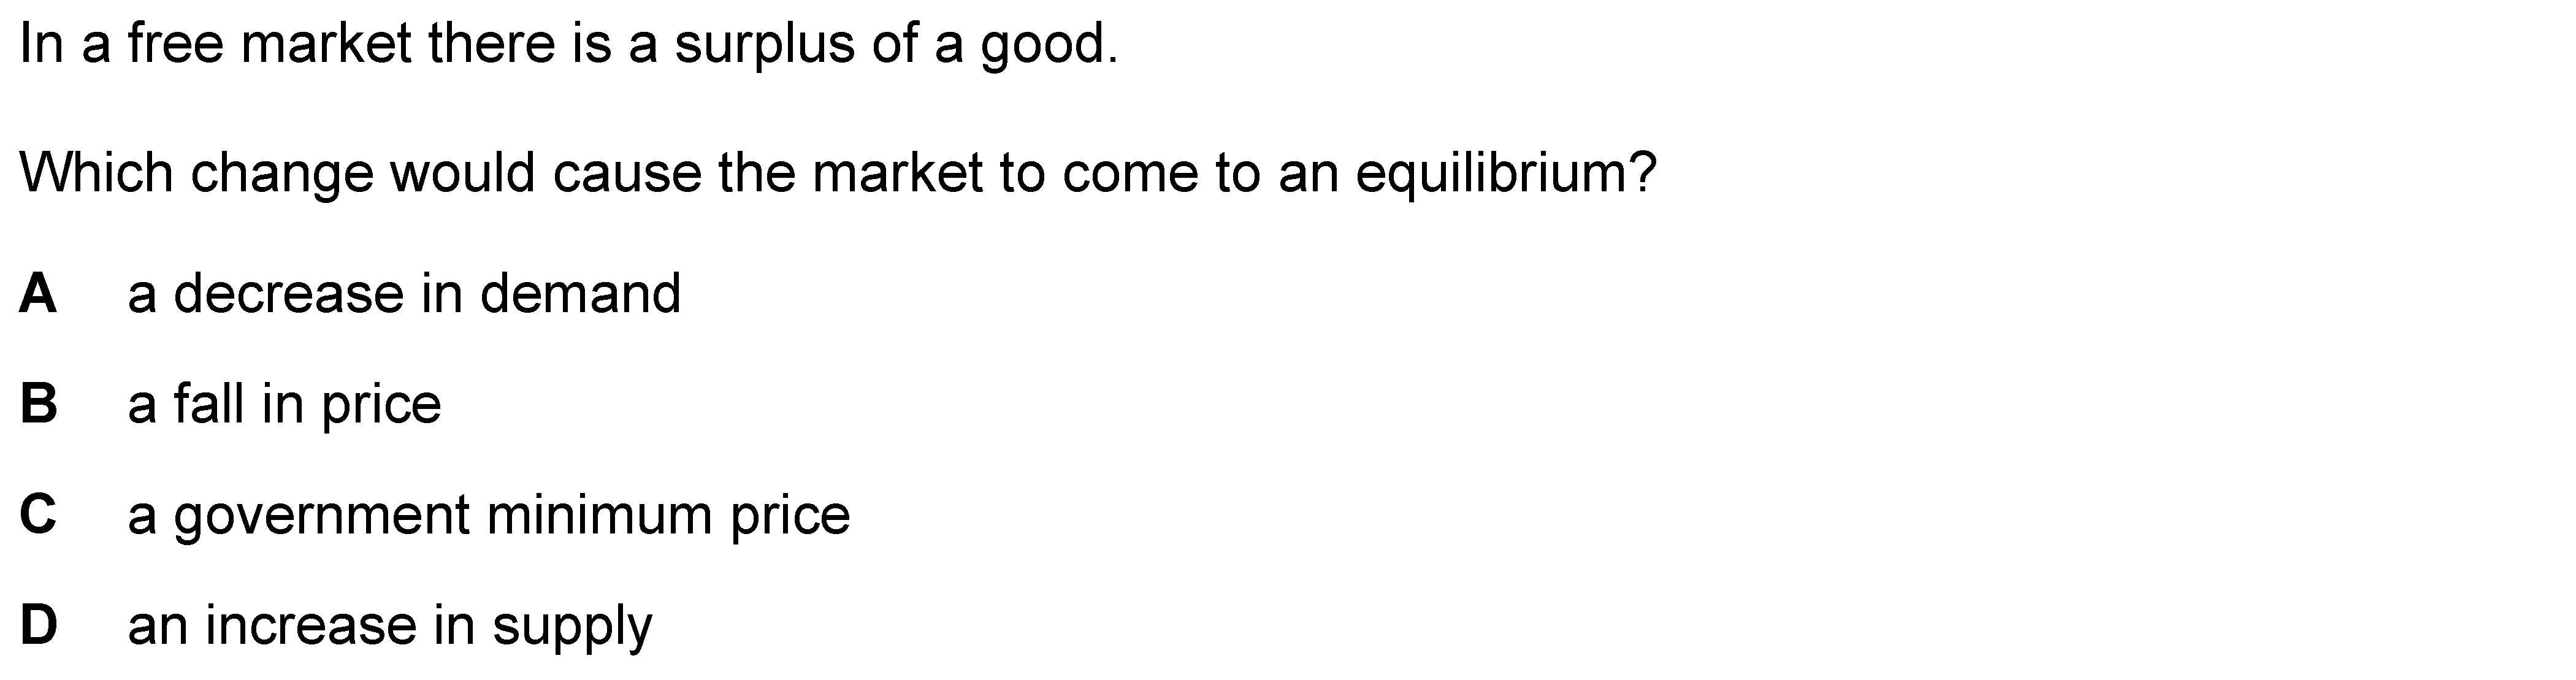 In a free market there is a surplus of a good.
Which change would cause the market to come to an equilibrium?
A a decrease in demand
B a fall in price
C a government minimum price
D an increase in supply